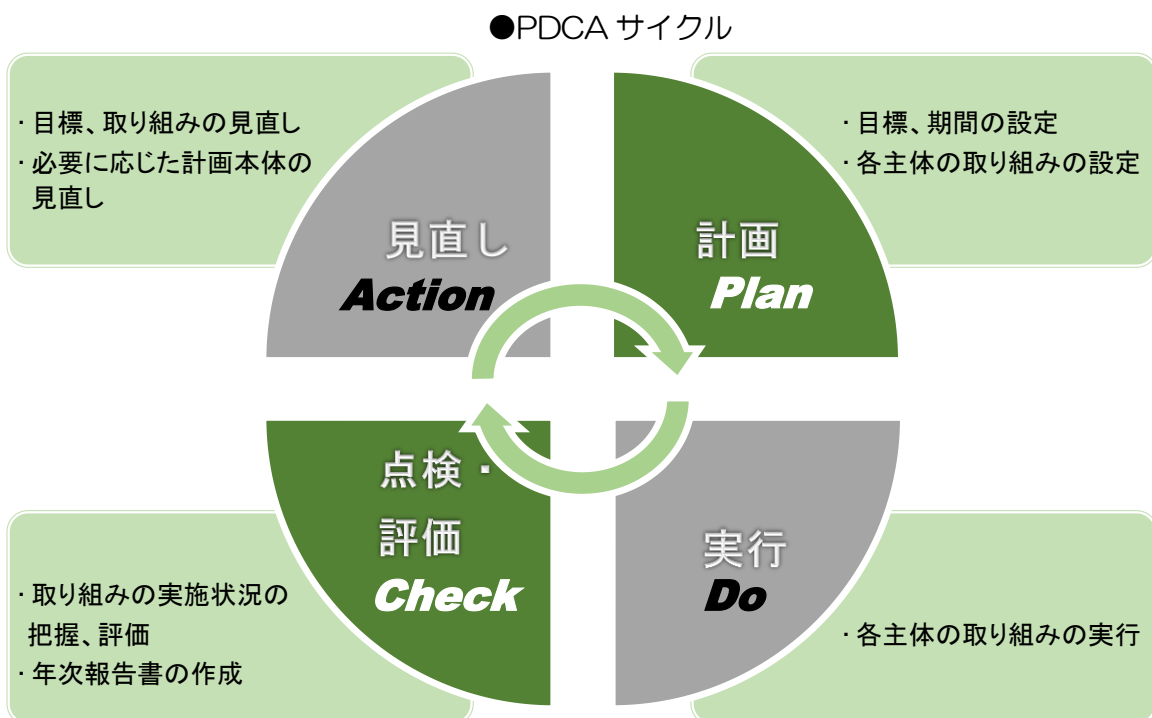 ●PDCA サイクル
・目標、取り組みの見直し
・必要に応じた計画本体の
見直し
見直し
Action
・目標、期間の設定
・各主体の取り組みの設定
計画
Plan
点検・
評価
Check
・取り組みの実施状況の
把握、評価
・年次報告書の作成
実行
Do
・各主体の取り組みの実行